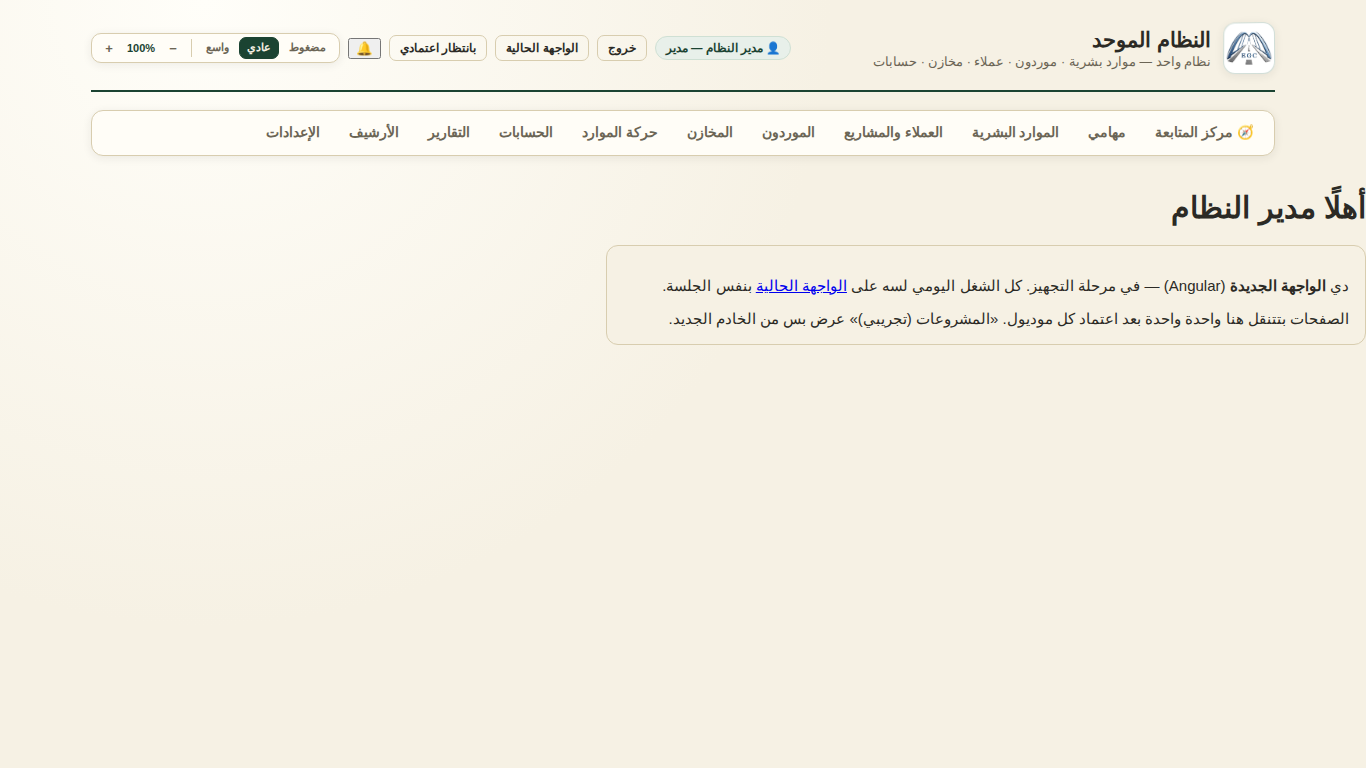 النظام الموحد
نظام واحد — موارد بشرية · موردون · عملاء · مخازن · حسابات
ROC
👤 مدير النظام — مدير
خروج
الواجهة الحالية
بانتظار اعتمادي
🔔
مضغوط عادي واسع − 100% +
🧭 مركز المتابعة مهامي الموارد البشرية العملاء والمشاريع الموردون المخازن حركة الموارد الحسابات التقارير الأرشيف الإعدادات
أهلًا مدير النظام
دي الواجهة الجديدة (Angular) — في مرحلة التجهيز. كل الشغل اليومي لسه على الواجهة الحالية بنفس الجلسة.
الصفحات بتتنقل هنا واحدة واحدة بعد اعتماد كل موديول. «المشروعات (تجريبي)» عرض بس من الخادم الجديد.